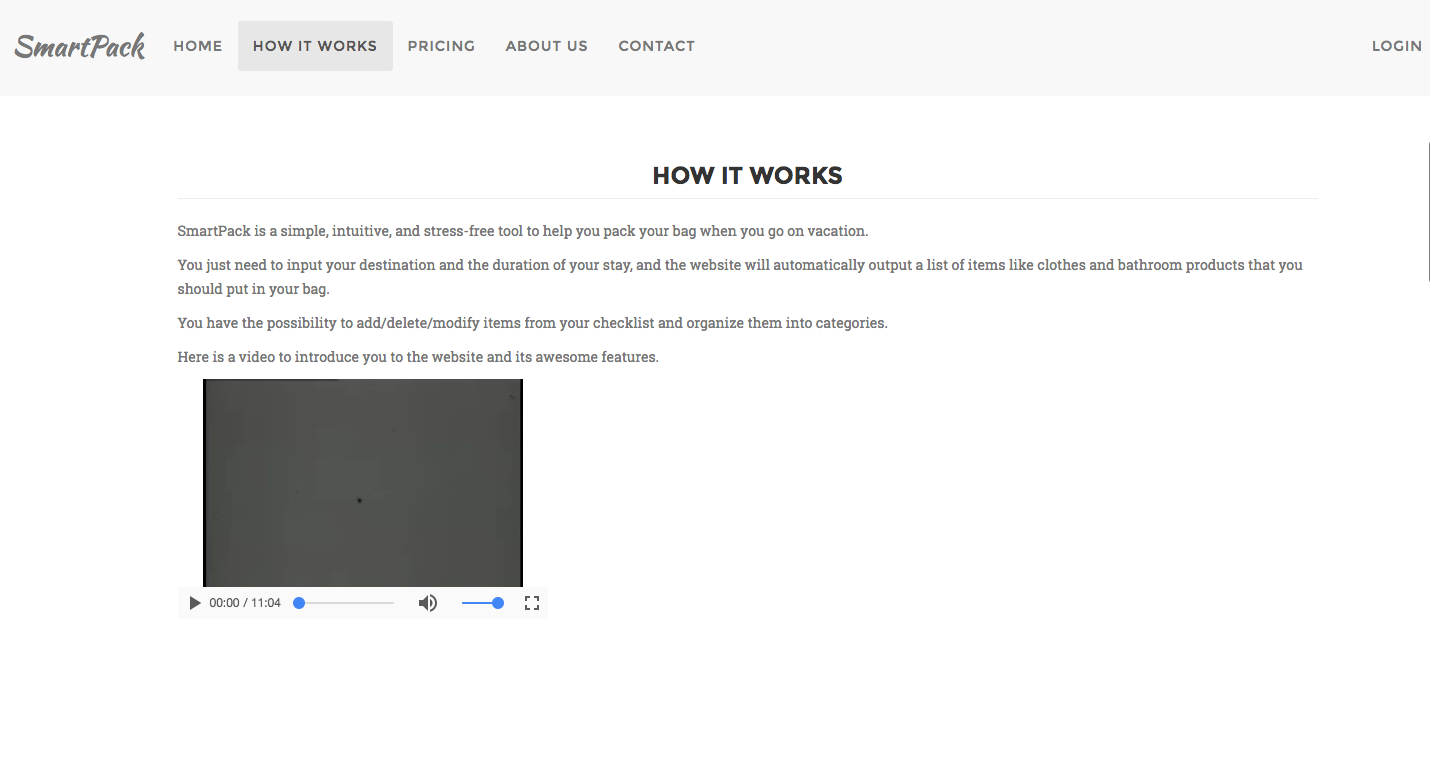 SmartPack HOME HOW IT WORKS PRICING ABOUT US CONTACT LOGIN
HOW IT WORKS
SmartPack is a simple, intuitive, and stress-free tool to help you pack your bag when you go on vacation.
You just need to input your destination and the duration of your stay, and the website will automatically output a list of items like clothes and bathroom products that you
should put in your bag.
You have the possibility to add/delete/modify items from your checklist and organize them into categories.
Here is a video to introduce you to the website and its awesome features.
00:00 / 11:04